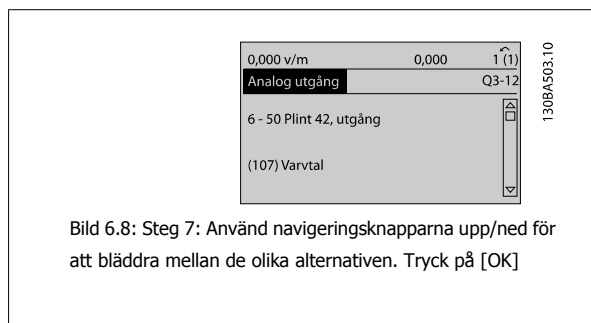 0,000 v/m 0,000 1 (1)
Analog utgång Q3-12
6 - 50 Plint 42, utgång
(107) Varvtal
130BA503.10
Bild 6.8: Steg 7: Använd navigeringsknapparna upp/ned för
att bläddra mellan de olika alternativen. Tryck på [OK]